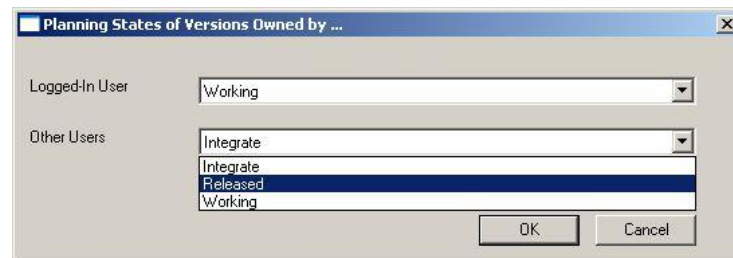 Planning States of Versions Owned by ...
Logged-In User
Working
Other Users
Integrate
Integrate
Released
Working
OK
Cancel